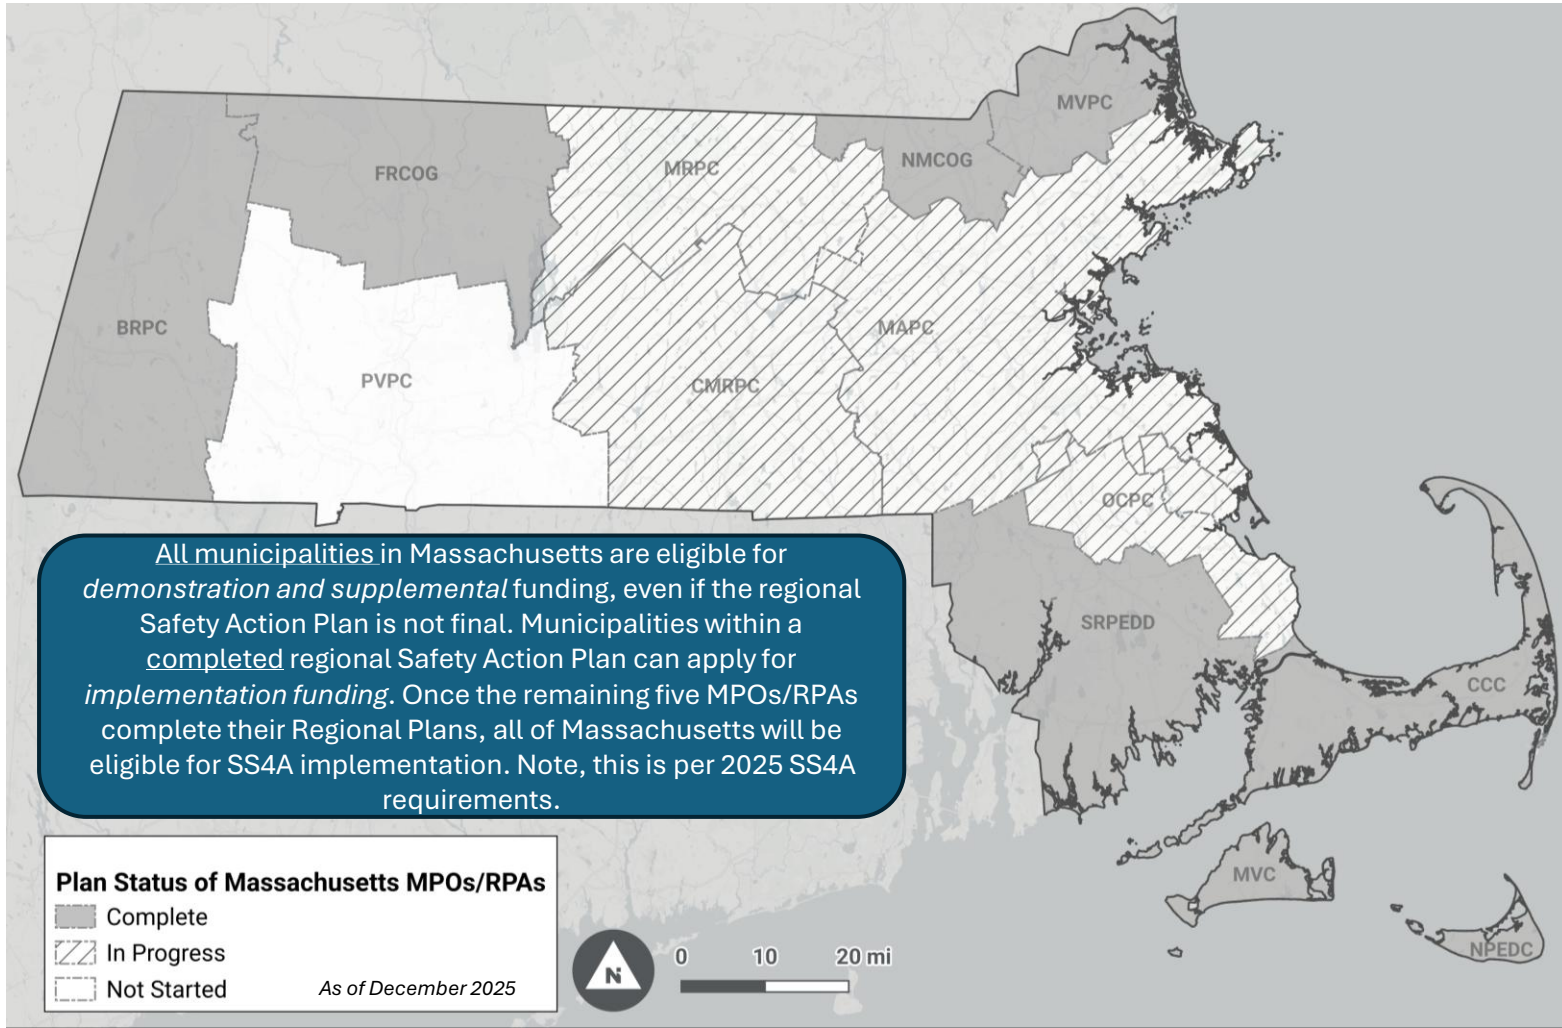 MVPC
NMCOG
MRPC
FRCOG
BRPC
MAPC
PVPC
CMRPC
OCPC
SRPEDD
CCC
MVC
NPEDC
All municipalities in Massachusetts are eligible for
demonstration and supplemental funding, even if the regional
Safety Action Plan is not final. Municipalities within a
completed regional Safety Action Plan can apply for
implementation funding. Once the remaining five MPOs/RPAs
complete their Regional Plans, all of Massachusetts will be
eligible for SS4A implementation. Note, this is per 2025 SS4A
requirements.
Plan Status of Massachusetts MPOs/RPAs
Complete
In Progress
Not Started
As of December 2025
N
0 10 20 mi